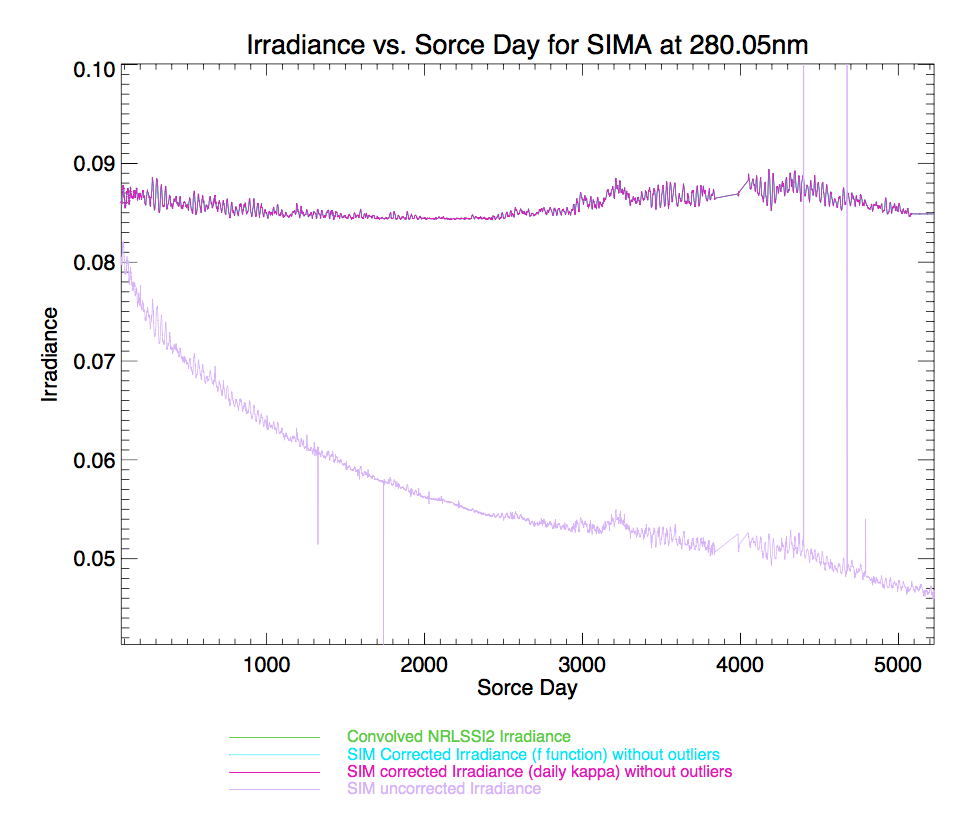 Irradiance vs. Sorce Day for SIMA at 280.05nm
0.10
0.09
0.08
0.07
0.06
0.05
Irradiance
1000 2000 3000 4000 5000
Sorce Day
Convolved NRLSSI2 Irradiance
SIM Corrected Irradiance (f function) without outliers
SIM corrected Irradiance (daily kappa) without outliers
SIM uncorrected Irradiance